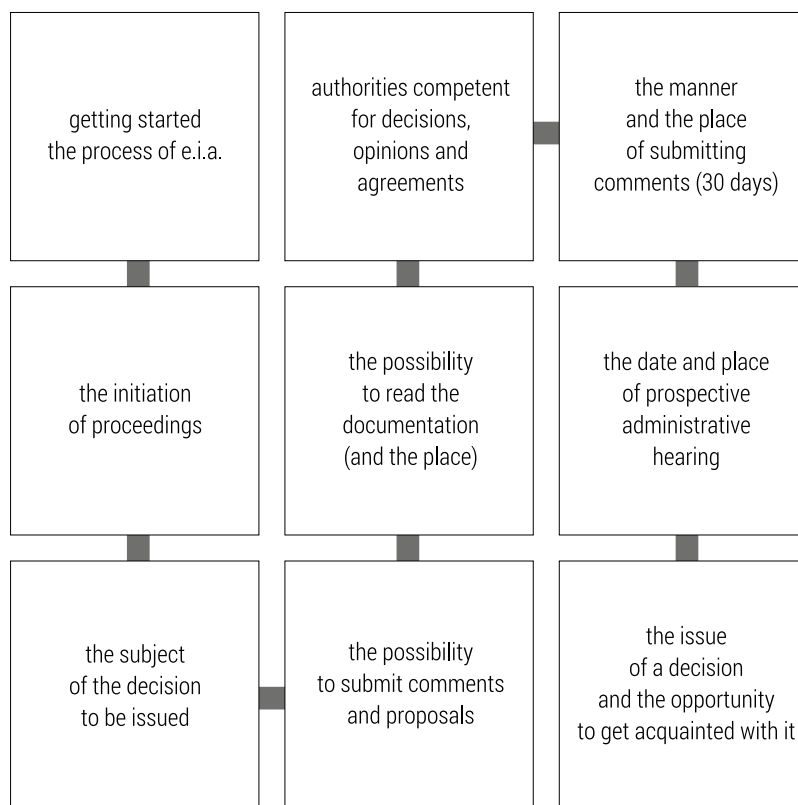 getting started
the process of e.i.a.
the initiation
of proceedings
the subject
of the decision
to be issued
the possibility
to submit comments
and proposals
the possibility
to read the
documentation
(and the place)
authorities competent
for decisions,
opinions and
agreements
the manner
and the place
of submitting
comments (30 days)
the date and place
of prospective
administrative
hearing
the issue
of a decision
and the opportunity
to get acquainted with it